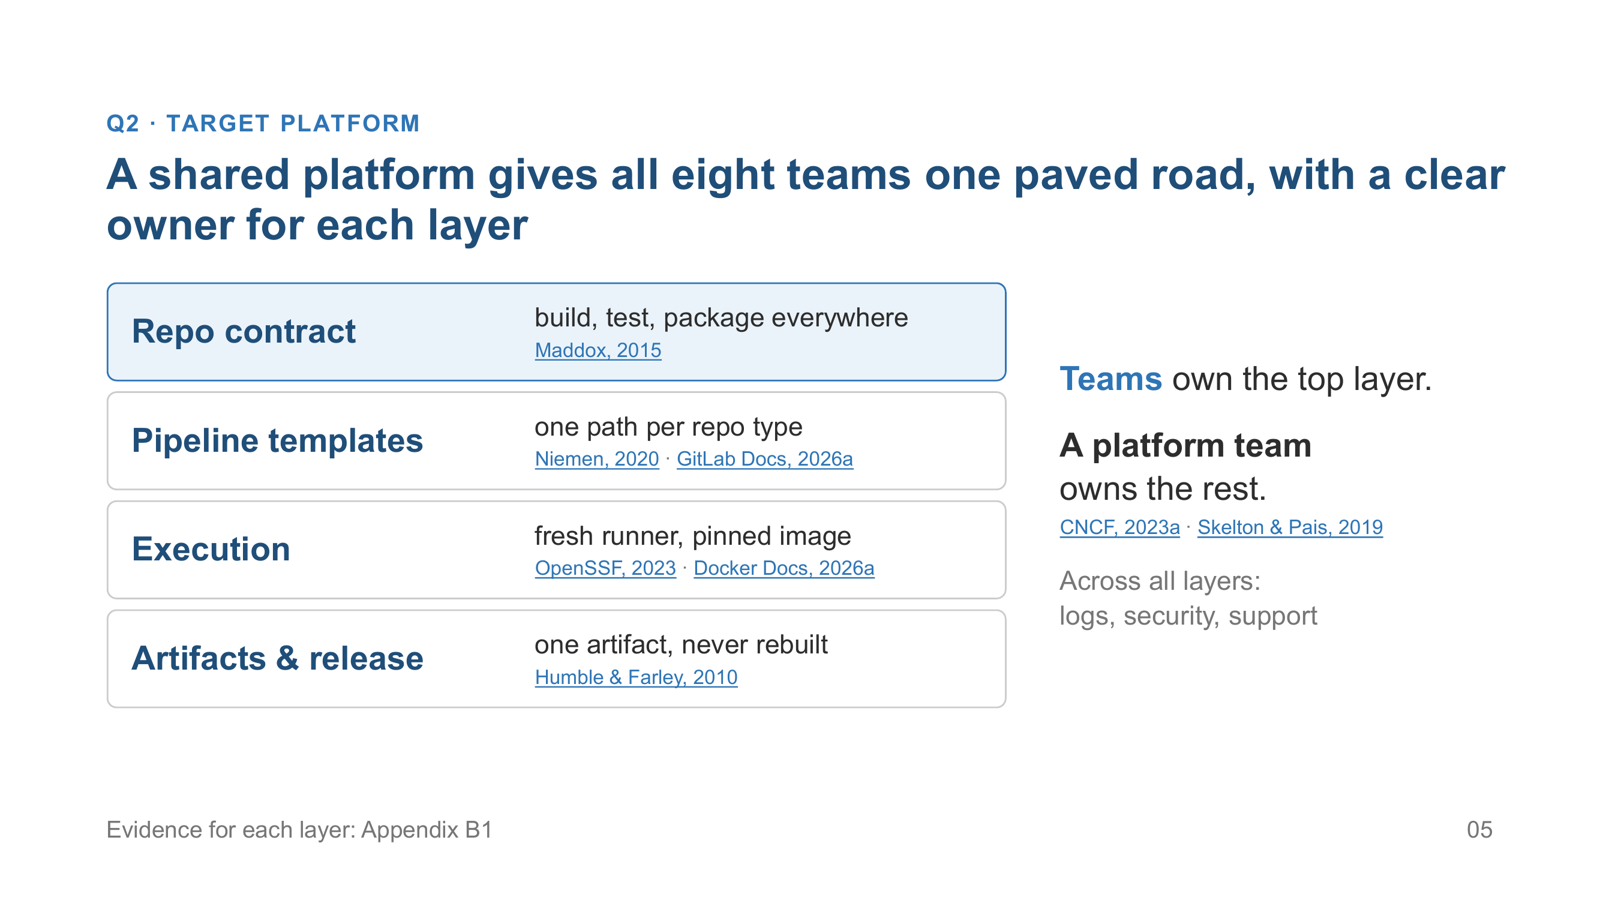 Q2 · TARGET PLATFORM
A shared platform gives all eight teams one paved road, with a clear
owner for each layer
Repo contract
build, test, package everywhere
Maddox, 2015
Pipeline templates
one path per repo type
Niemen, 2020 · GitLab Docs, 2026a
Execution
fresh runner, pinned image
OpenSSF, 2023 · Docker Docs, 2026a
Artifacts & release
one artifact, never rebuilt
Humble & Farley, 2010
Teams own the top layer.
A platform team
owns the rest.
CNCF, 2023a · Skelton & Pais, 2019
Across all layers:
logs, security, support
Evidence for each layer: Appendix B1
05